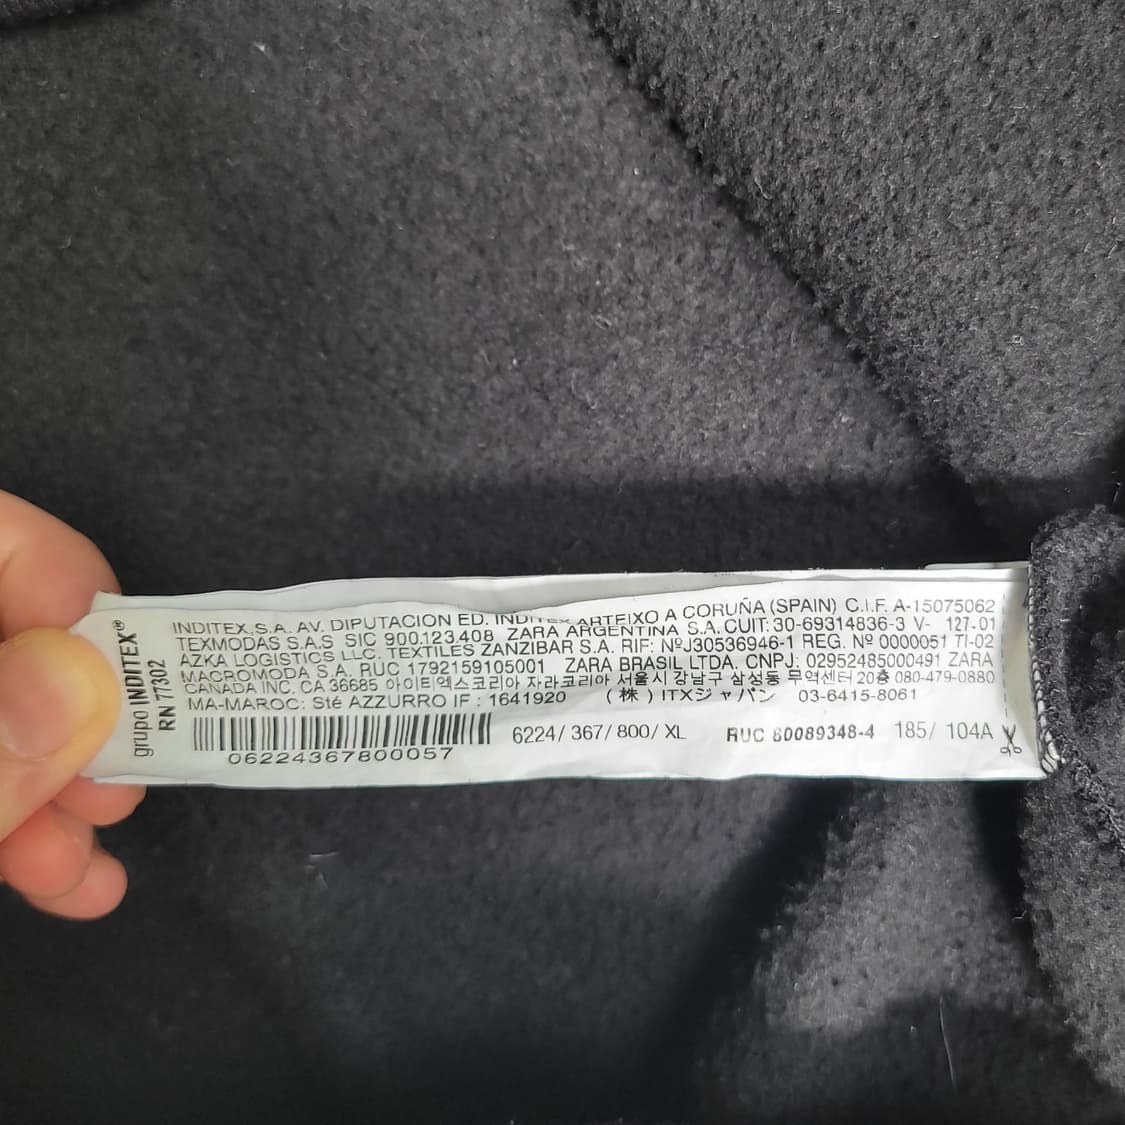 grupo INDITEX®
RN 77302
INDITEX,S.A. AV. DIPUTACION ED. INDITEX ARTEIXO A CORUÑA (SPAIN) C.I.F. A-15075062
TEXMODAS S.A.S SIC 900.123.408 ZARA ARGENTINA S.A. CUIT: 30-69314836-3 V- 127-01
AZKA LOGISTICS LLC. TEXTILES ZANZIBAR S.A. RIF: NºJ30536946-1 REG. Nº 0000051 7I-02
MACROMODA S.A. RUC 1792159105001 ZARA BRASIL LTDA. CNPJ: 02952485000491 ZARA
CANADA INC. CA 36685 아이티엑스코리아 자라코리아 서울시 강남구 삼성동 무역센터 20층 080-479-0880
MA-MAROC: Sté AZZURRO IF : 1641920 (株) ITXジャパン 03-6415-8061
6224/ 367/ 800/ XL RUC 80089348-4 185/ 104A
06224367800057